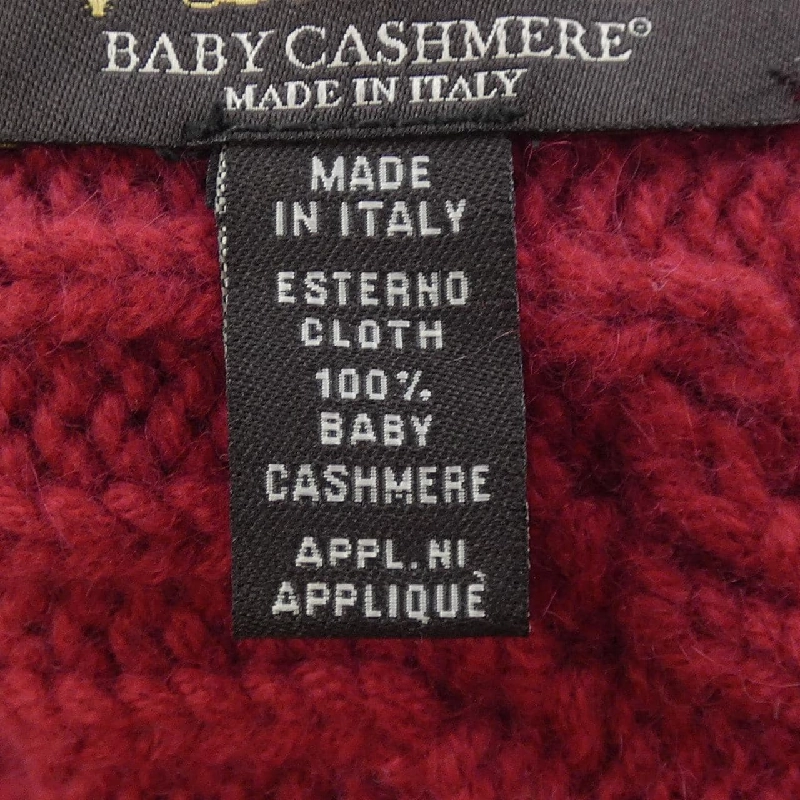 BABY CASHMERE®
MADE IN ITALY
MADE
IN ITALY
ESTERNO
CLOTH
100%
BABY
CASHMERE
APPL.NI
APPLIQUÈ